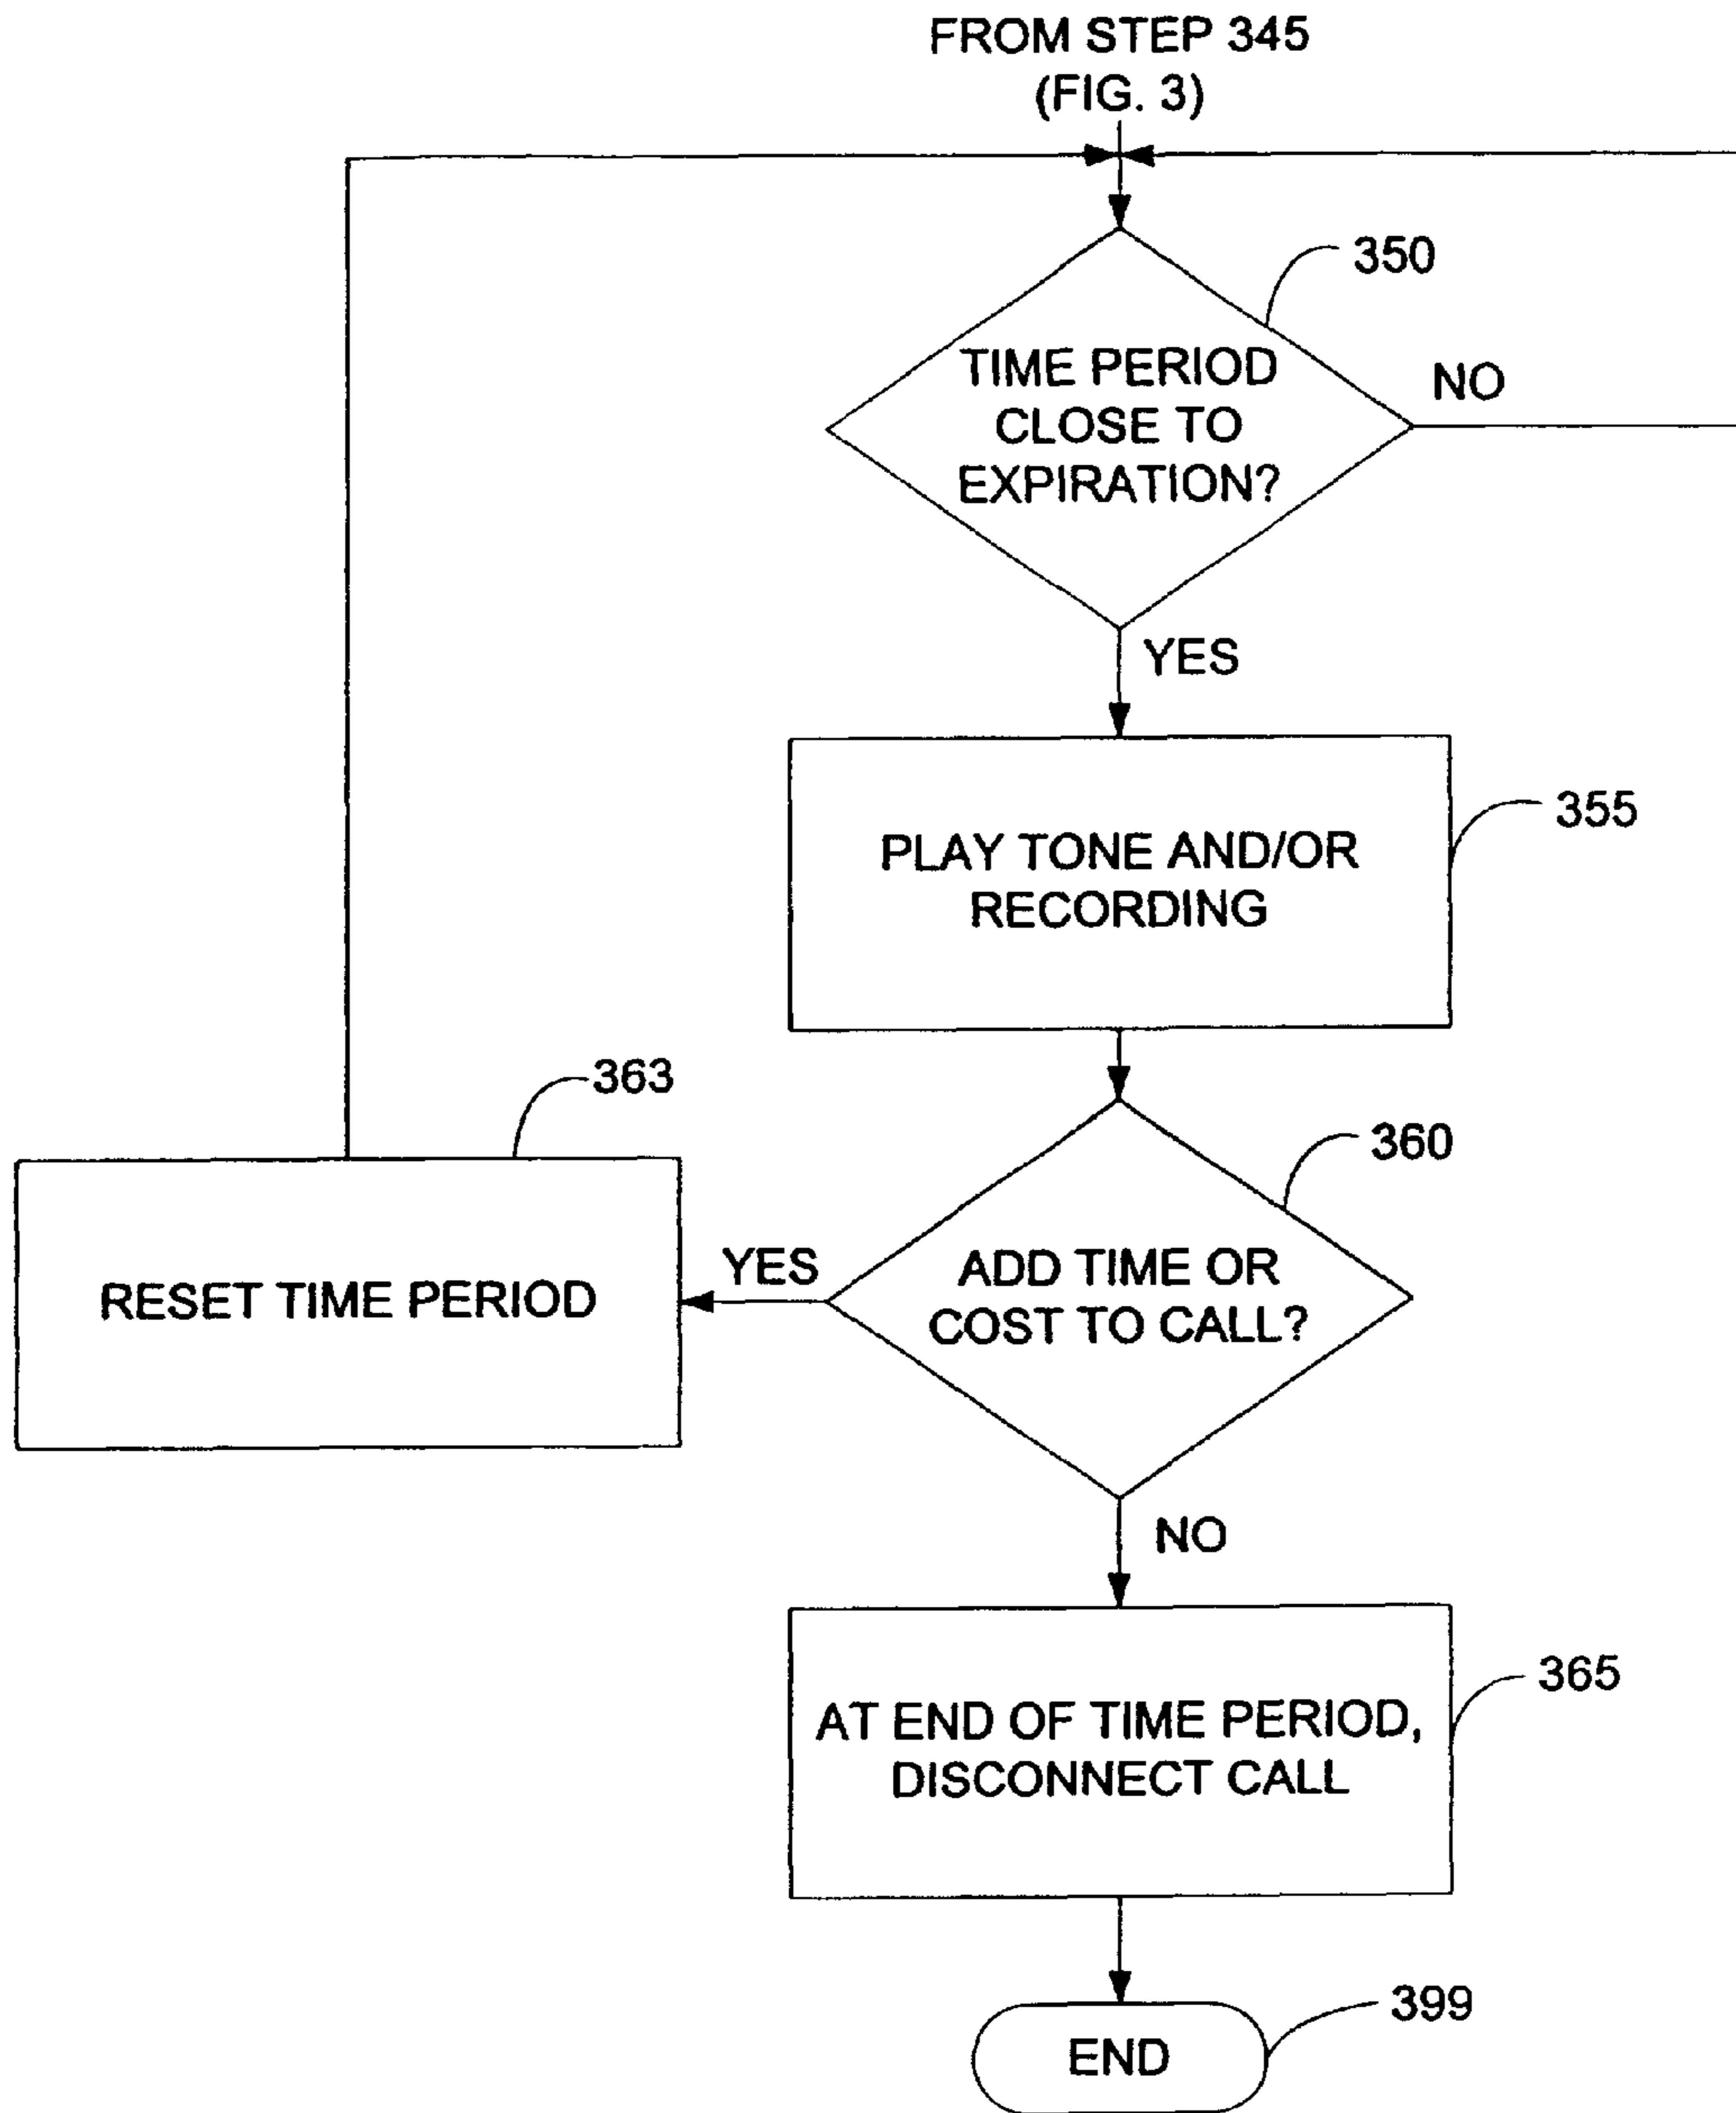 FROM STEP 345
(FIG. 3)
350
TIME PERIOD
CLOSE TO
EXPIRATION?
NO
YES
355
PLAY TONE AND/OR
RECORDING
363
360
RESET TIME PERIOD
YES
ADD TIME OR
COST TO CALL?
NO
365
AT END OF TIME PERIOD,
DISCONNECT CALL
399
END